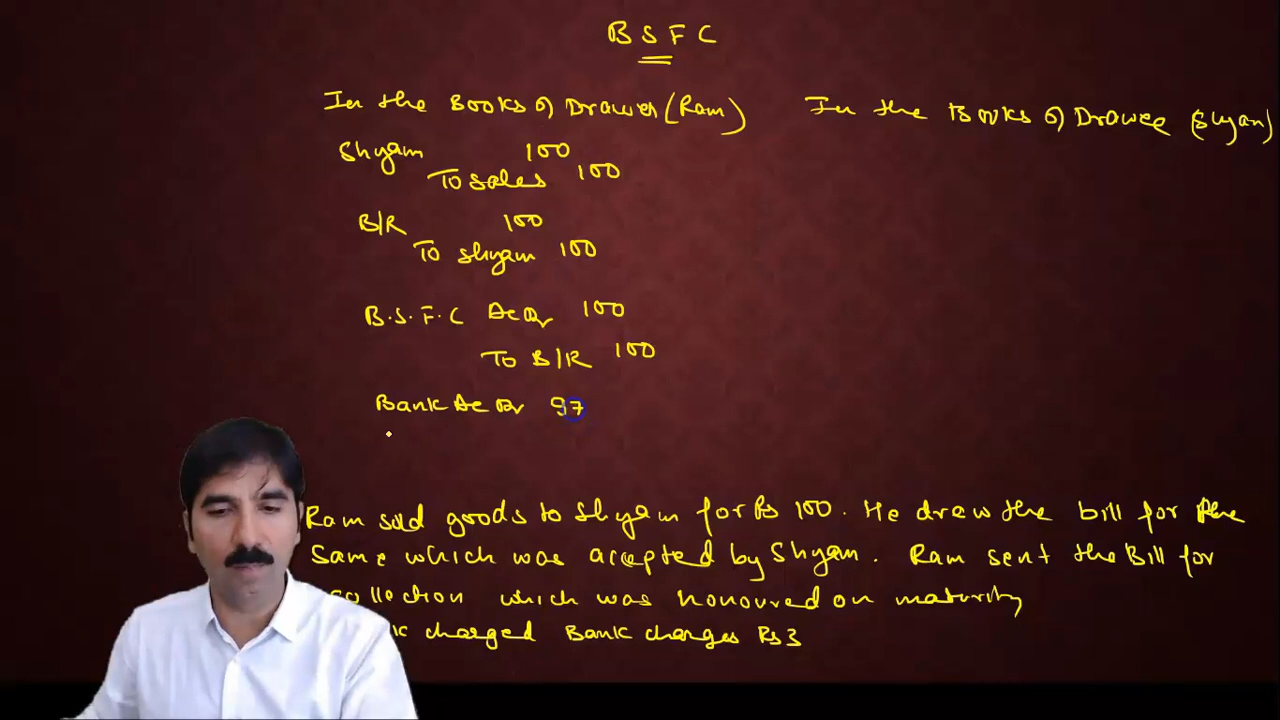 B S F C
In the Books of Drawer (Ram)
In the Books of Drawee (Shyam)
Shyam 100
To Sales 100
B/R 100
To Shyam 100
B.S.F.C Ac Dr 100
To B/R 100
Bank Ac Dr 97
Ram sold goods to Shyam for Rs 100. He draw the bill for the
same which was accepted by Shyam. Ram sent the Bill for
collection which was honoured on maturity
charged Bank charges Rs 3